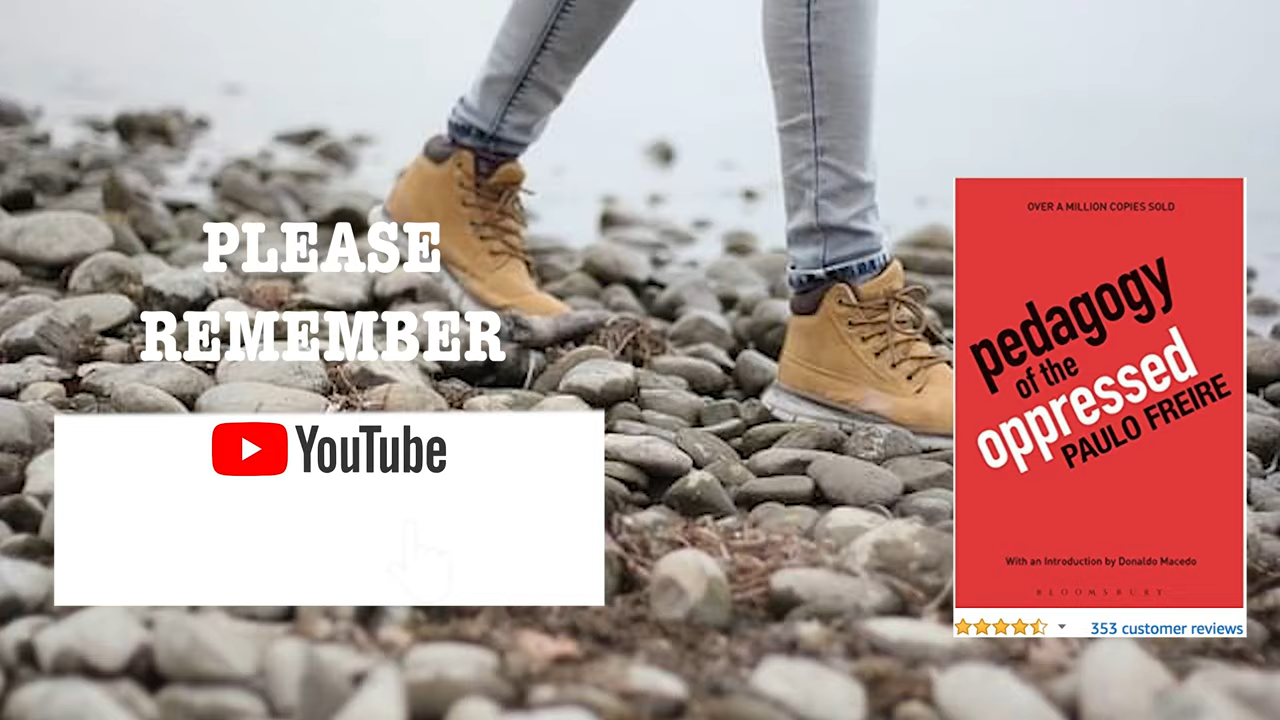 PLEASE
REMEMBER
YouTube
OVER A MILLION COPIES SOLD
pedagogy
of the
oppressed
PAULO FREIRE
With an Introduction by Donaldo Macedo
BLOOMSBURY
353 customer reviews